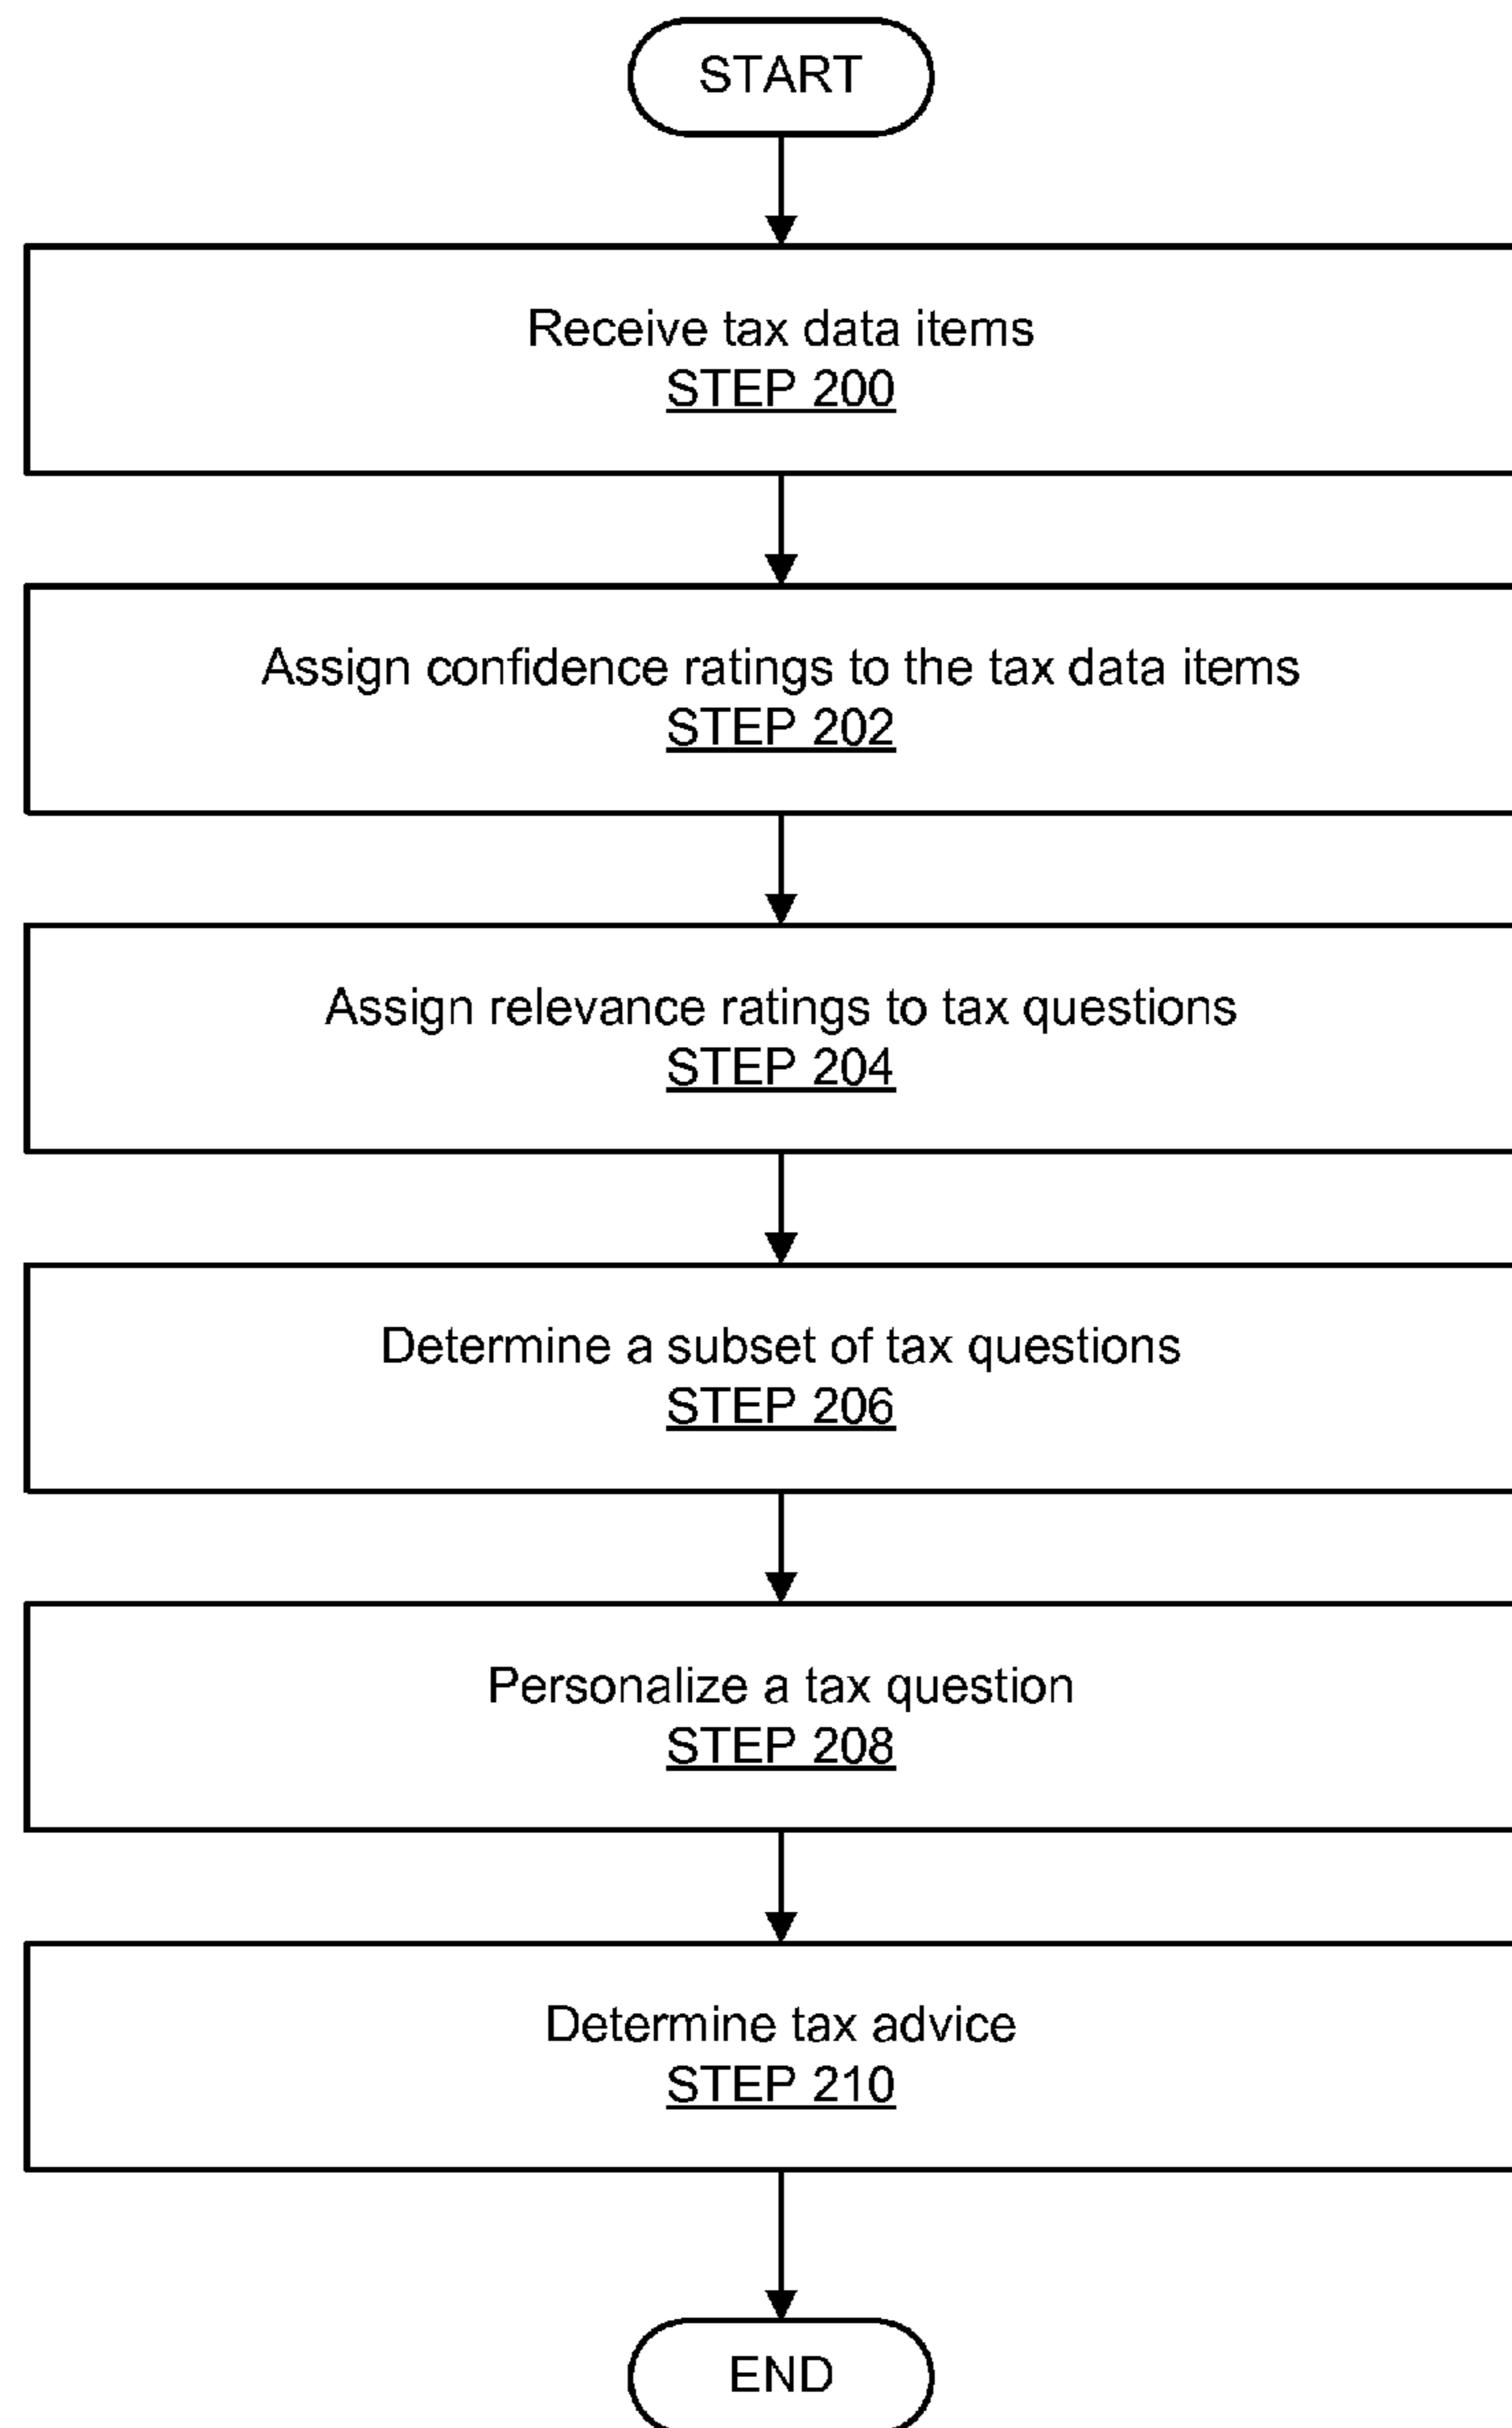 START
Receive tax data items
STEP 200
Assign confidence ratings to the tax data items
STEP 202
Assign relevance ratings to tax questions
STEP 204
Determine a subset of tax questions
STEP 206
Personalize a tax question
STEP 208
Determine tax advice
STEP 210
END